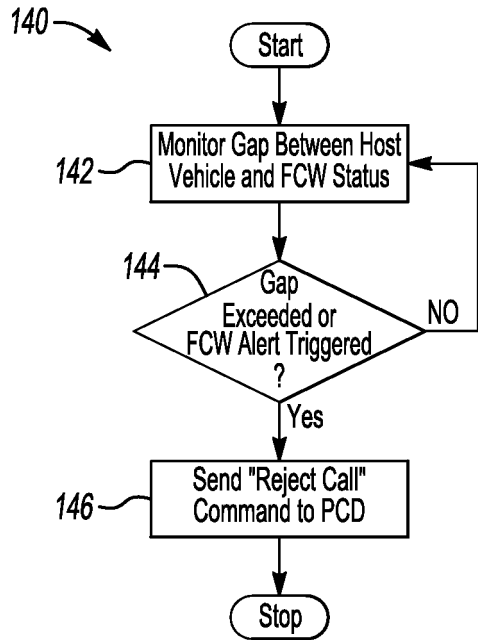 140
Start
142
Monitor Gap Between Host
Vehicle and FCW Status
144
Gap
Exceeded or
FCW Alert Triggered
?
NO
Yes
146
Send "Reject Call"
Command to PCD
Stop